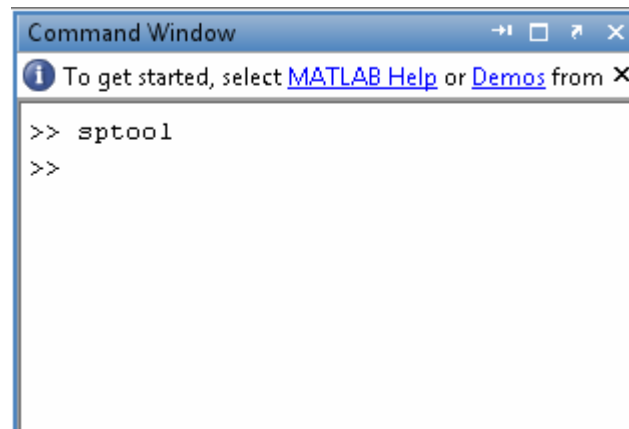 Command Window
To get started, select MATLAB Help or Demos from
>> sptool
>>